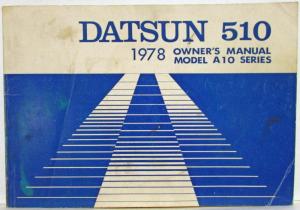 DATSUN 510
1978 OWNER'S MANUAL
MODEL A10 SERIES